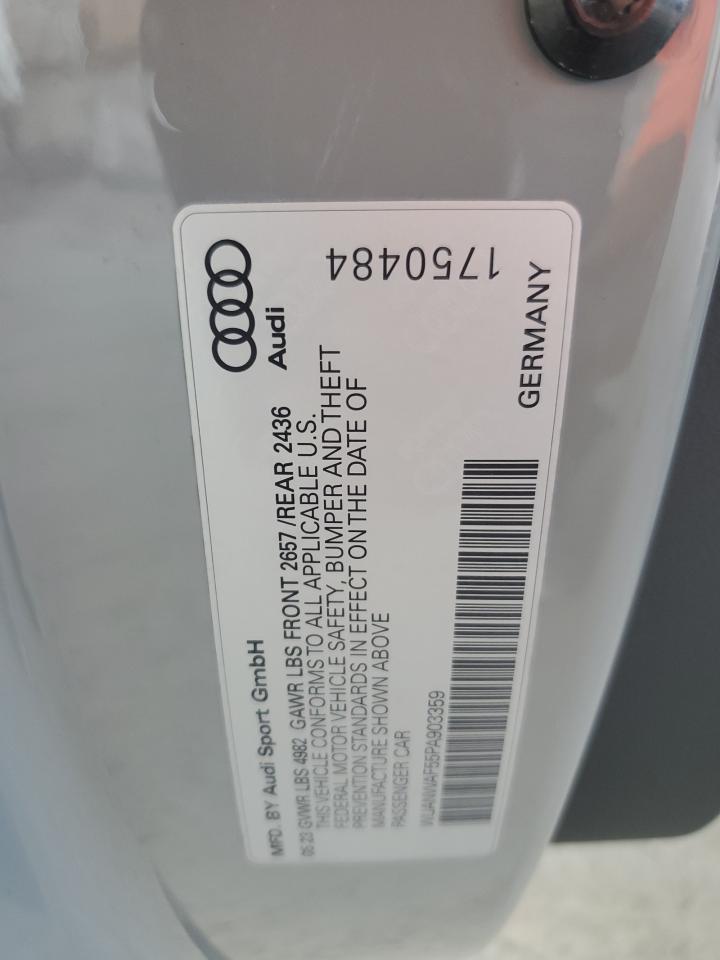 MFD. BY Audi Sport GmbH
Audi
05 23 GVWR LBS 4982 GAWR LBS FRONT 2657 /REAR 2436
THIS VEHICLE CONFORMS TO ALL APPLICABLE U.S.
FEDERAL MOTOR VEHICLE SAFETY, BUMPER AND THEFT
PREVENTION STANDARDS IN EFFECT ON THE DATE OF
MANUFACTURE SHOWN ABOVE
PASSENGER CAR
1750484
WUANWAF55PA903359
GERMANY